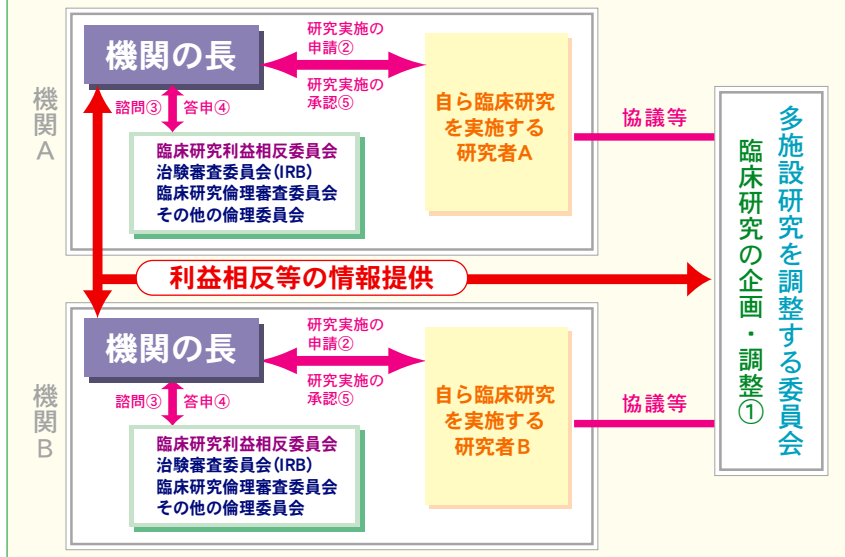 機関A
機関の長
研究実施の
申請②
研究実施の
承認⑤
諮問③
答申④
臨床研究利益相反委員会
治験審査委員会(IRB)
臨床研究倫理審査委員会
その他の倫理委員会
自ら臨床研究
を実施する
研究者A
協議等
多施設研究を調整する委員会
臨床研究の企画・調整①
利益相反等の情報提供
機関B
機関の長
研究実施の
申請②
研究実施の
承認⑤
諮問③
答申④
臨床研究利益相反委員会
治験審査委員会(IRB)
臨床研究倫理審査委員会
その他の倫理委員会
自ら臨床研究
を実施する
研究者B
協議等